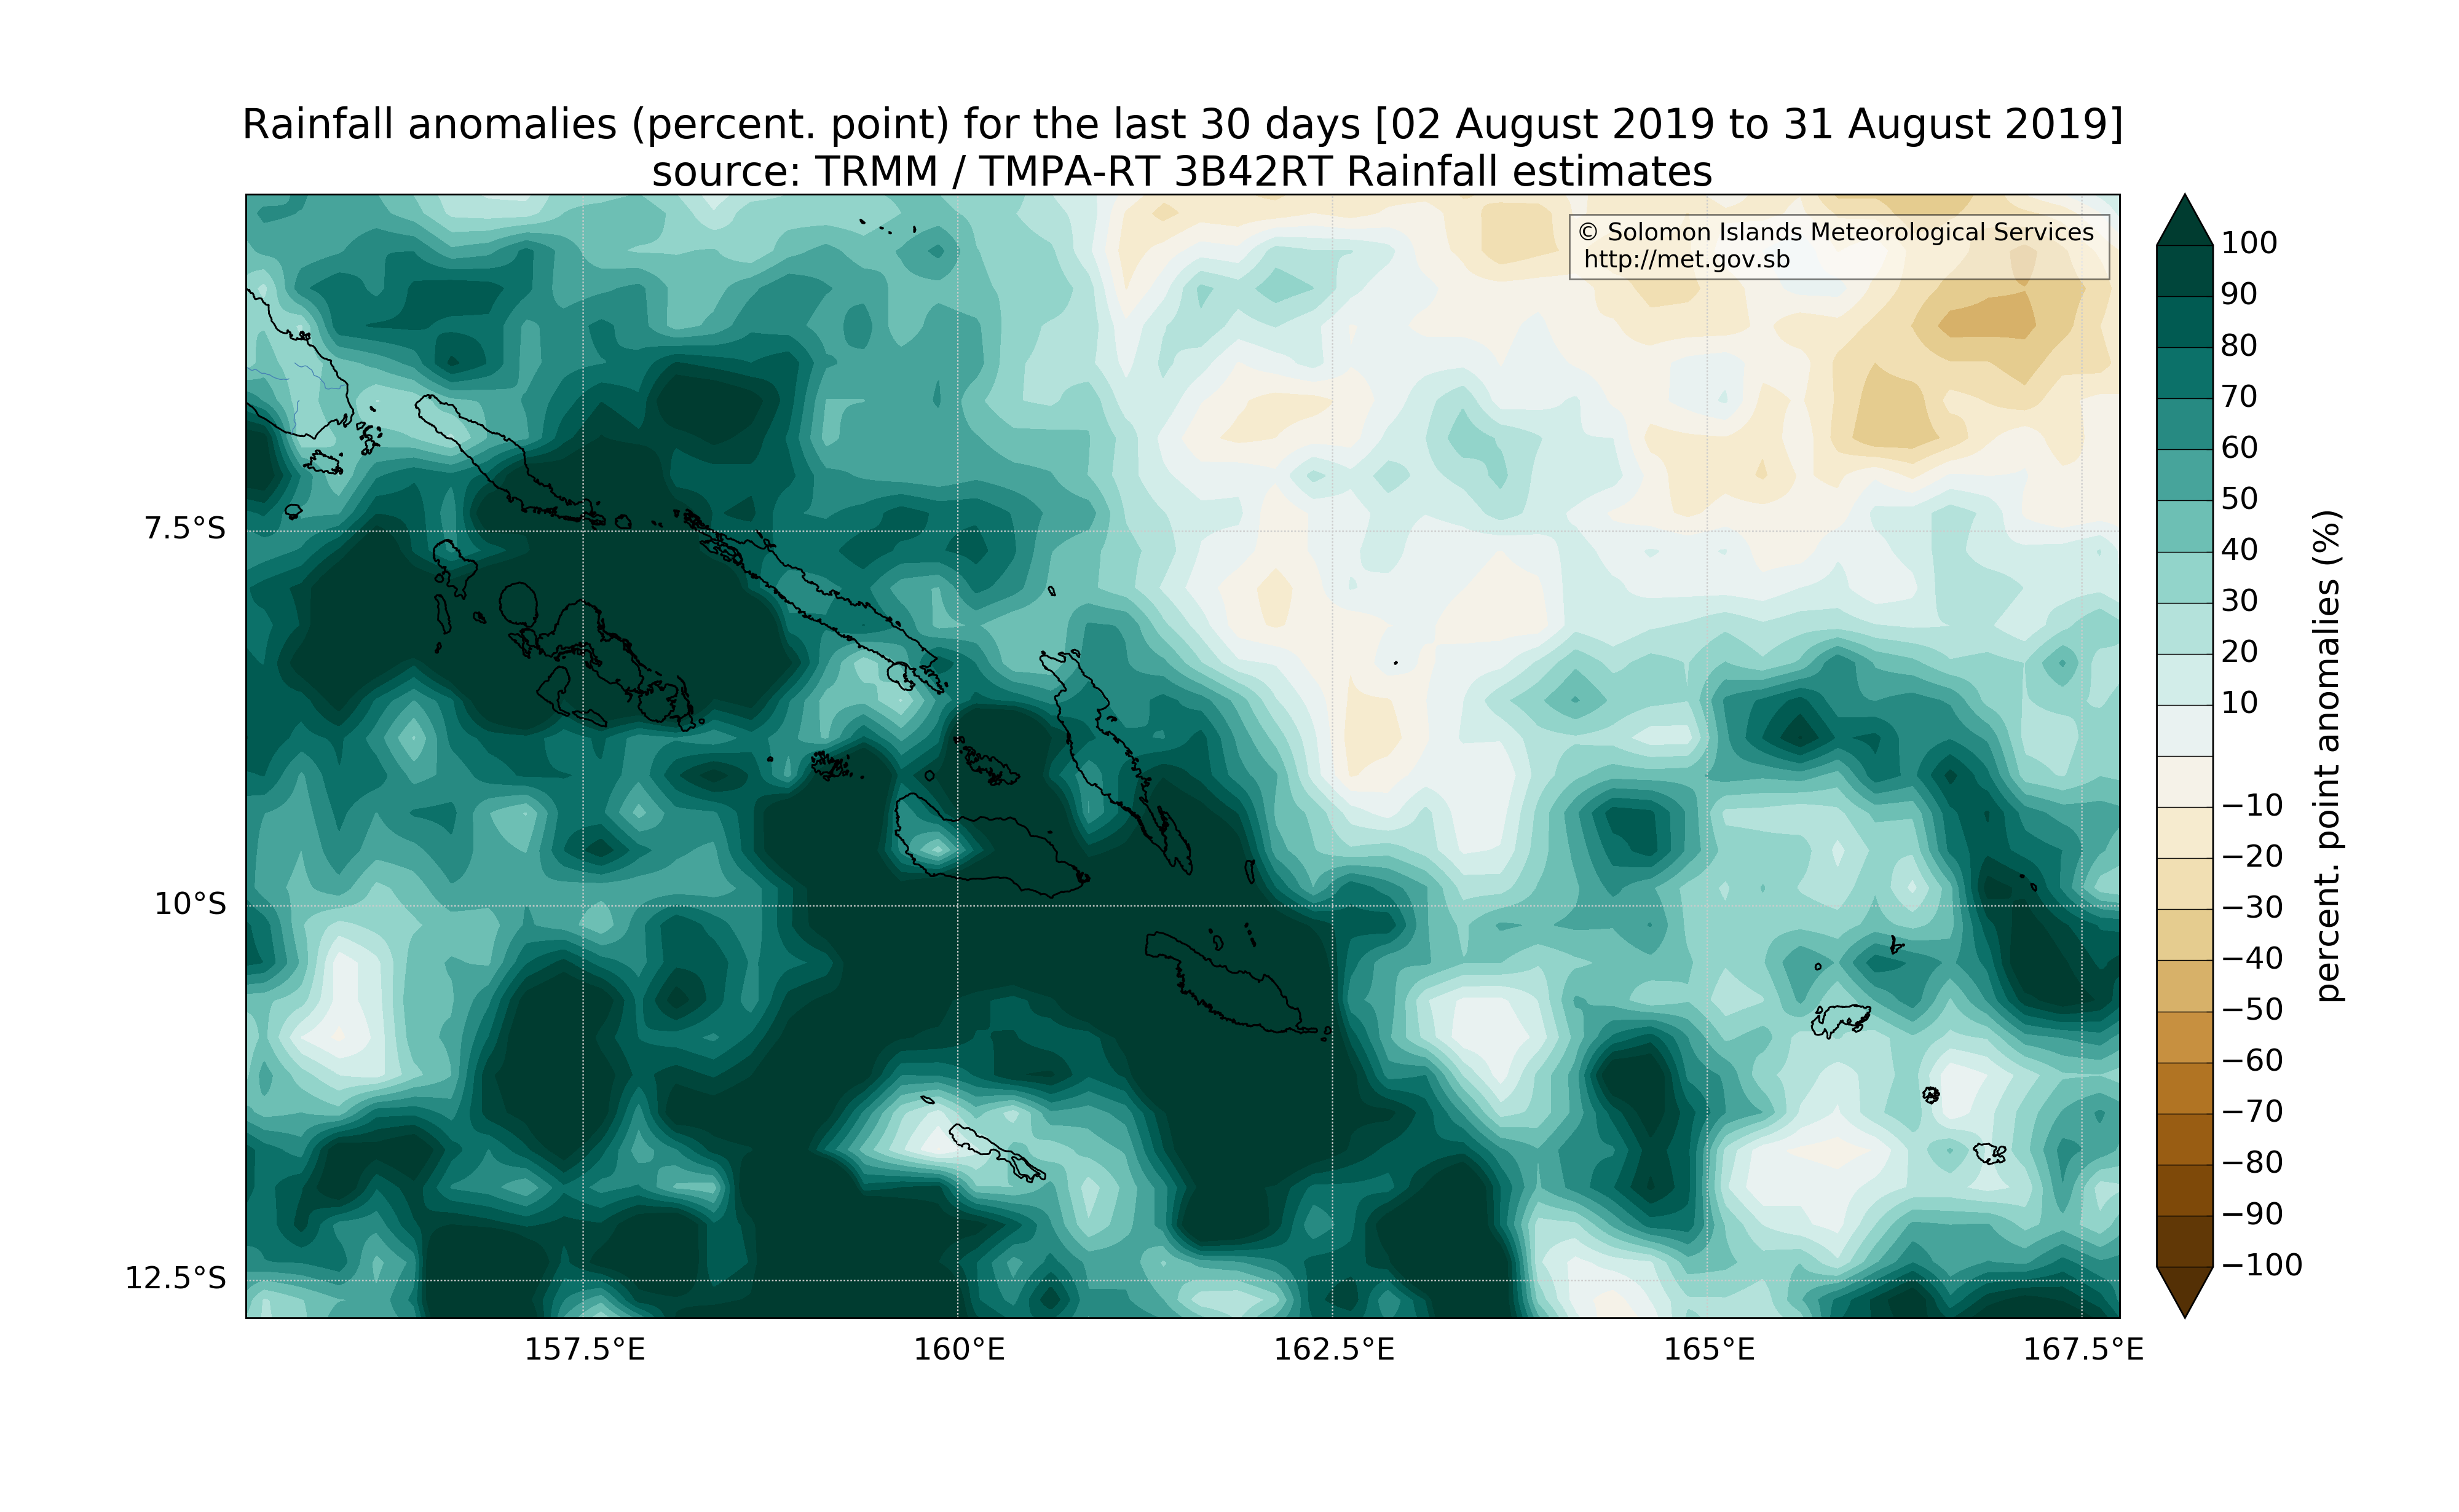 Rainfall anomalies (percent. point) for the last 30 days [02 August 2019 to 31 August 2019]
source: TRMM / TMPA-RT 3B42RT Rainfall estimates
© Solomon Islands Meteorological Services
http://met.gov.sb
7.5°S
10°S
12.5°S
157.5°E
160°E
162.5°E
165°E
167.5°E
100
90
80
70
60
50
40
30
20
10
−10
−20
−30
−40
−50
−60
−70
−80
−90
−100
percent. point anomalies (%)